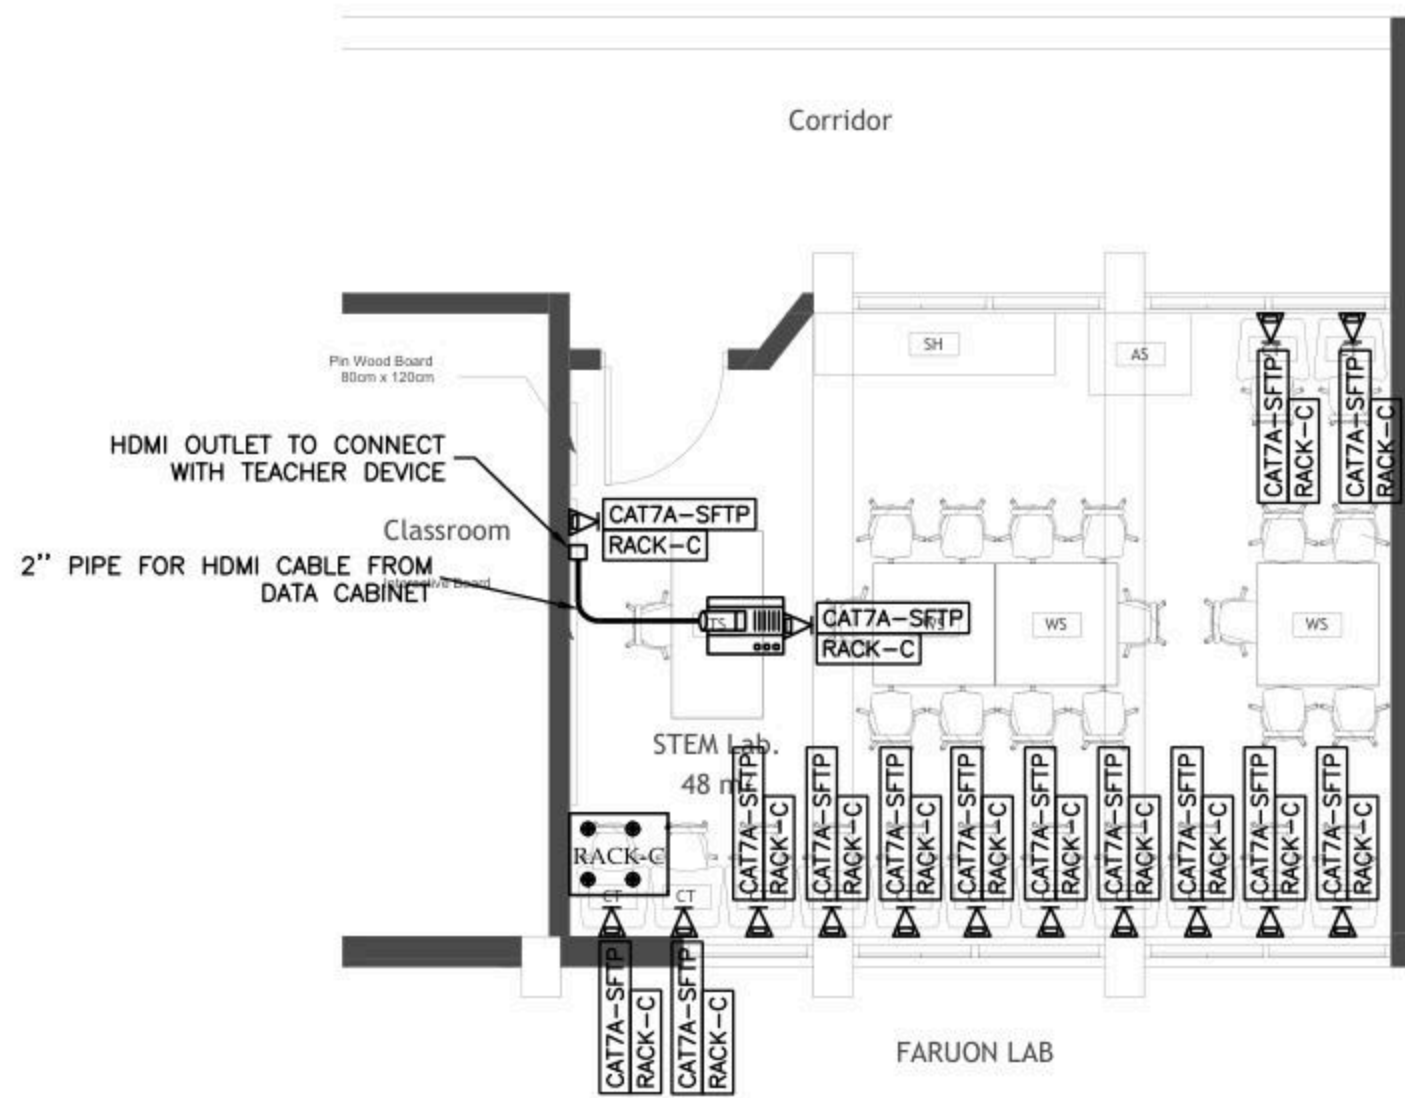 Corridor
Pin Wood Board
80cm x 120cm
SH
AS
CAT7A-SFTP
RACK-C
CAT7A-SFTP
RACK-C
HDMI OUTLET TO CONNECT
WITH TEACHER DEVICE
Classroom
CAT7A-SFTP
RACK-C
2'' PIPE FOR HDMI CABLE FROM
DATA CABINET
Interactive Board
TS
CAT7A-SFTP
RACK-C
WS
WS
WS
STEM Lab.
48 m
RACK-C
CT
CT
CAT7A-SFTP
RACK-C
CAT7A-SFTP
RACK-C
CAT7A-SFTP
RACK-C
CAT7A-SFTP
RACK-C
CAT7A-SFTP
RACK-C
CAT7A-SFTP
RACK-C
CAT7A-SFTP
RACK-C
CAT7A-SFTP
RACK-C
CAT7A-SFTP
RACK-C
CAT7A-SFTP
RACK-C
CAT7A-SFTP
RACK-C
FARUON LAB